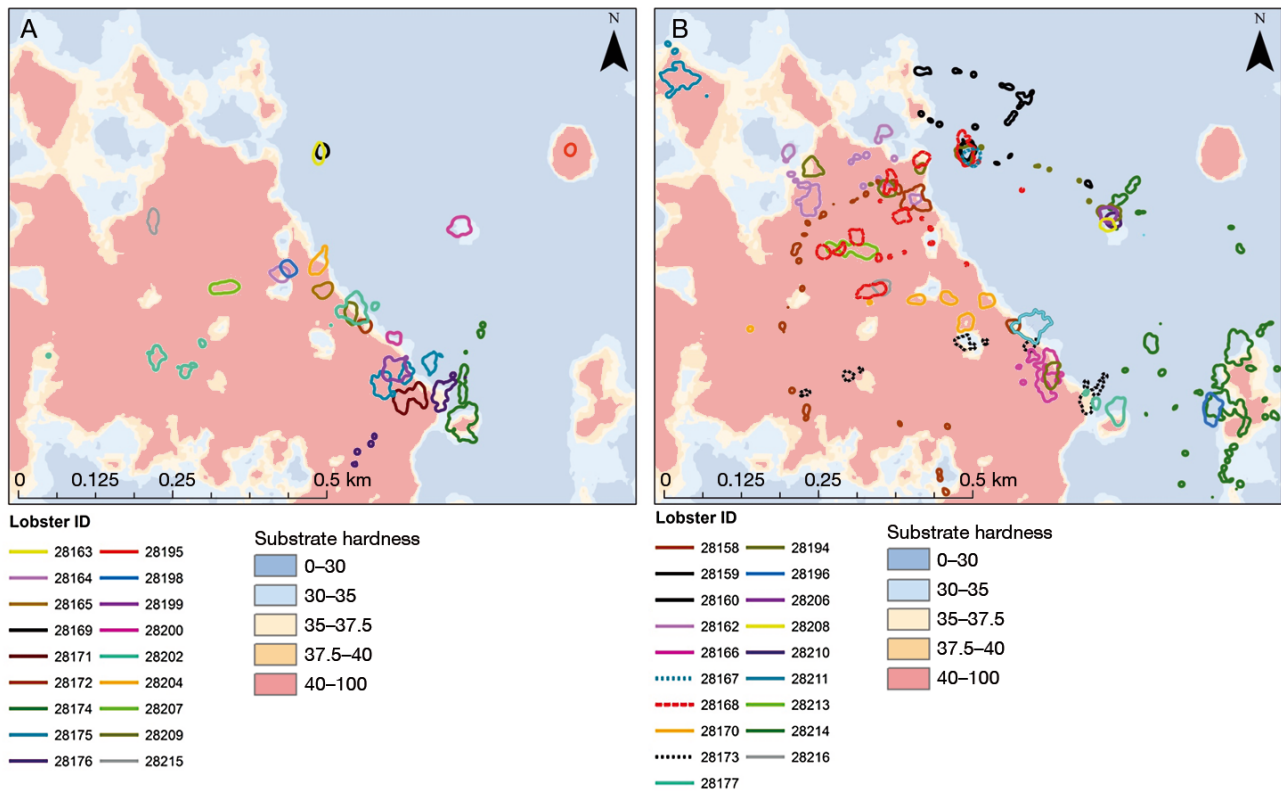 A
N
0 0.125 0.25 0.5 km
B
N
0 0.125 0.25 0.5 km
Lobster ID
28163 28195
28164 28198
28165 28199
28169 28200
28171 28202
28172 28204
28174 28207
28175 28209
28176 28215
Substrate hardness
0–30
30–35
35–37.5
37.5–40
40–100
Lobster ID
28158 28194
28159 28196
28160 28206
28162 28208
28166 28210
28167 28211
28168 28213
28170 28214
28173 28216
28177
Substrate hardness
0–30
30–35
35–37.5
37.5–40
40–100